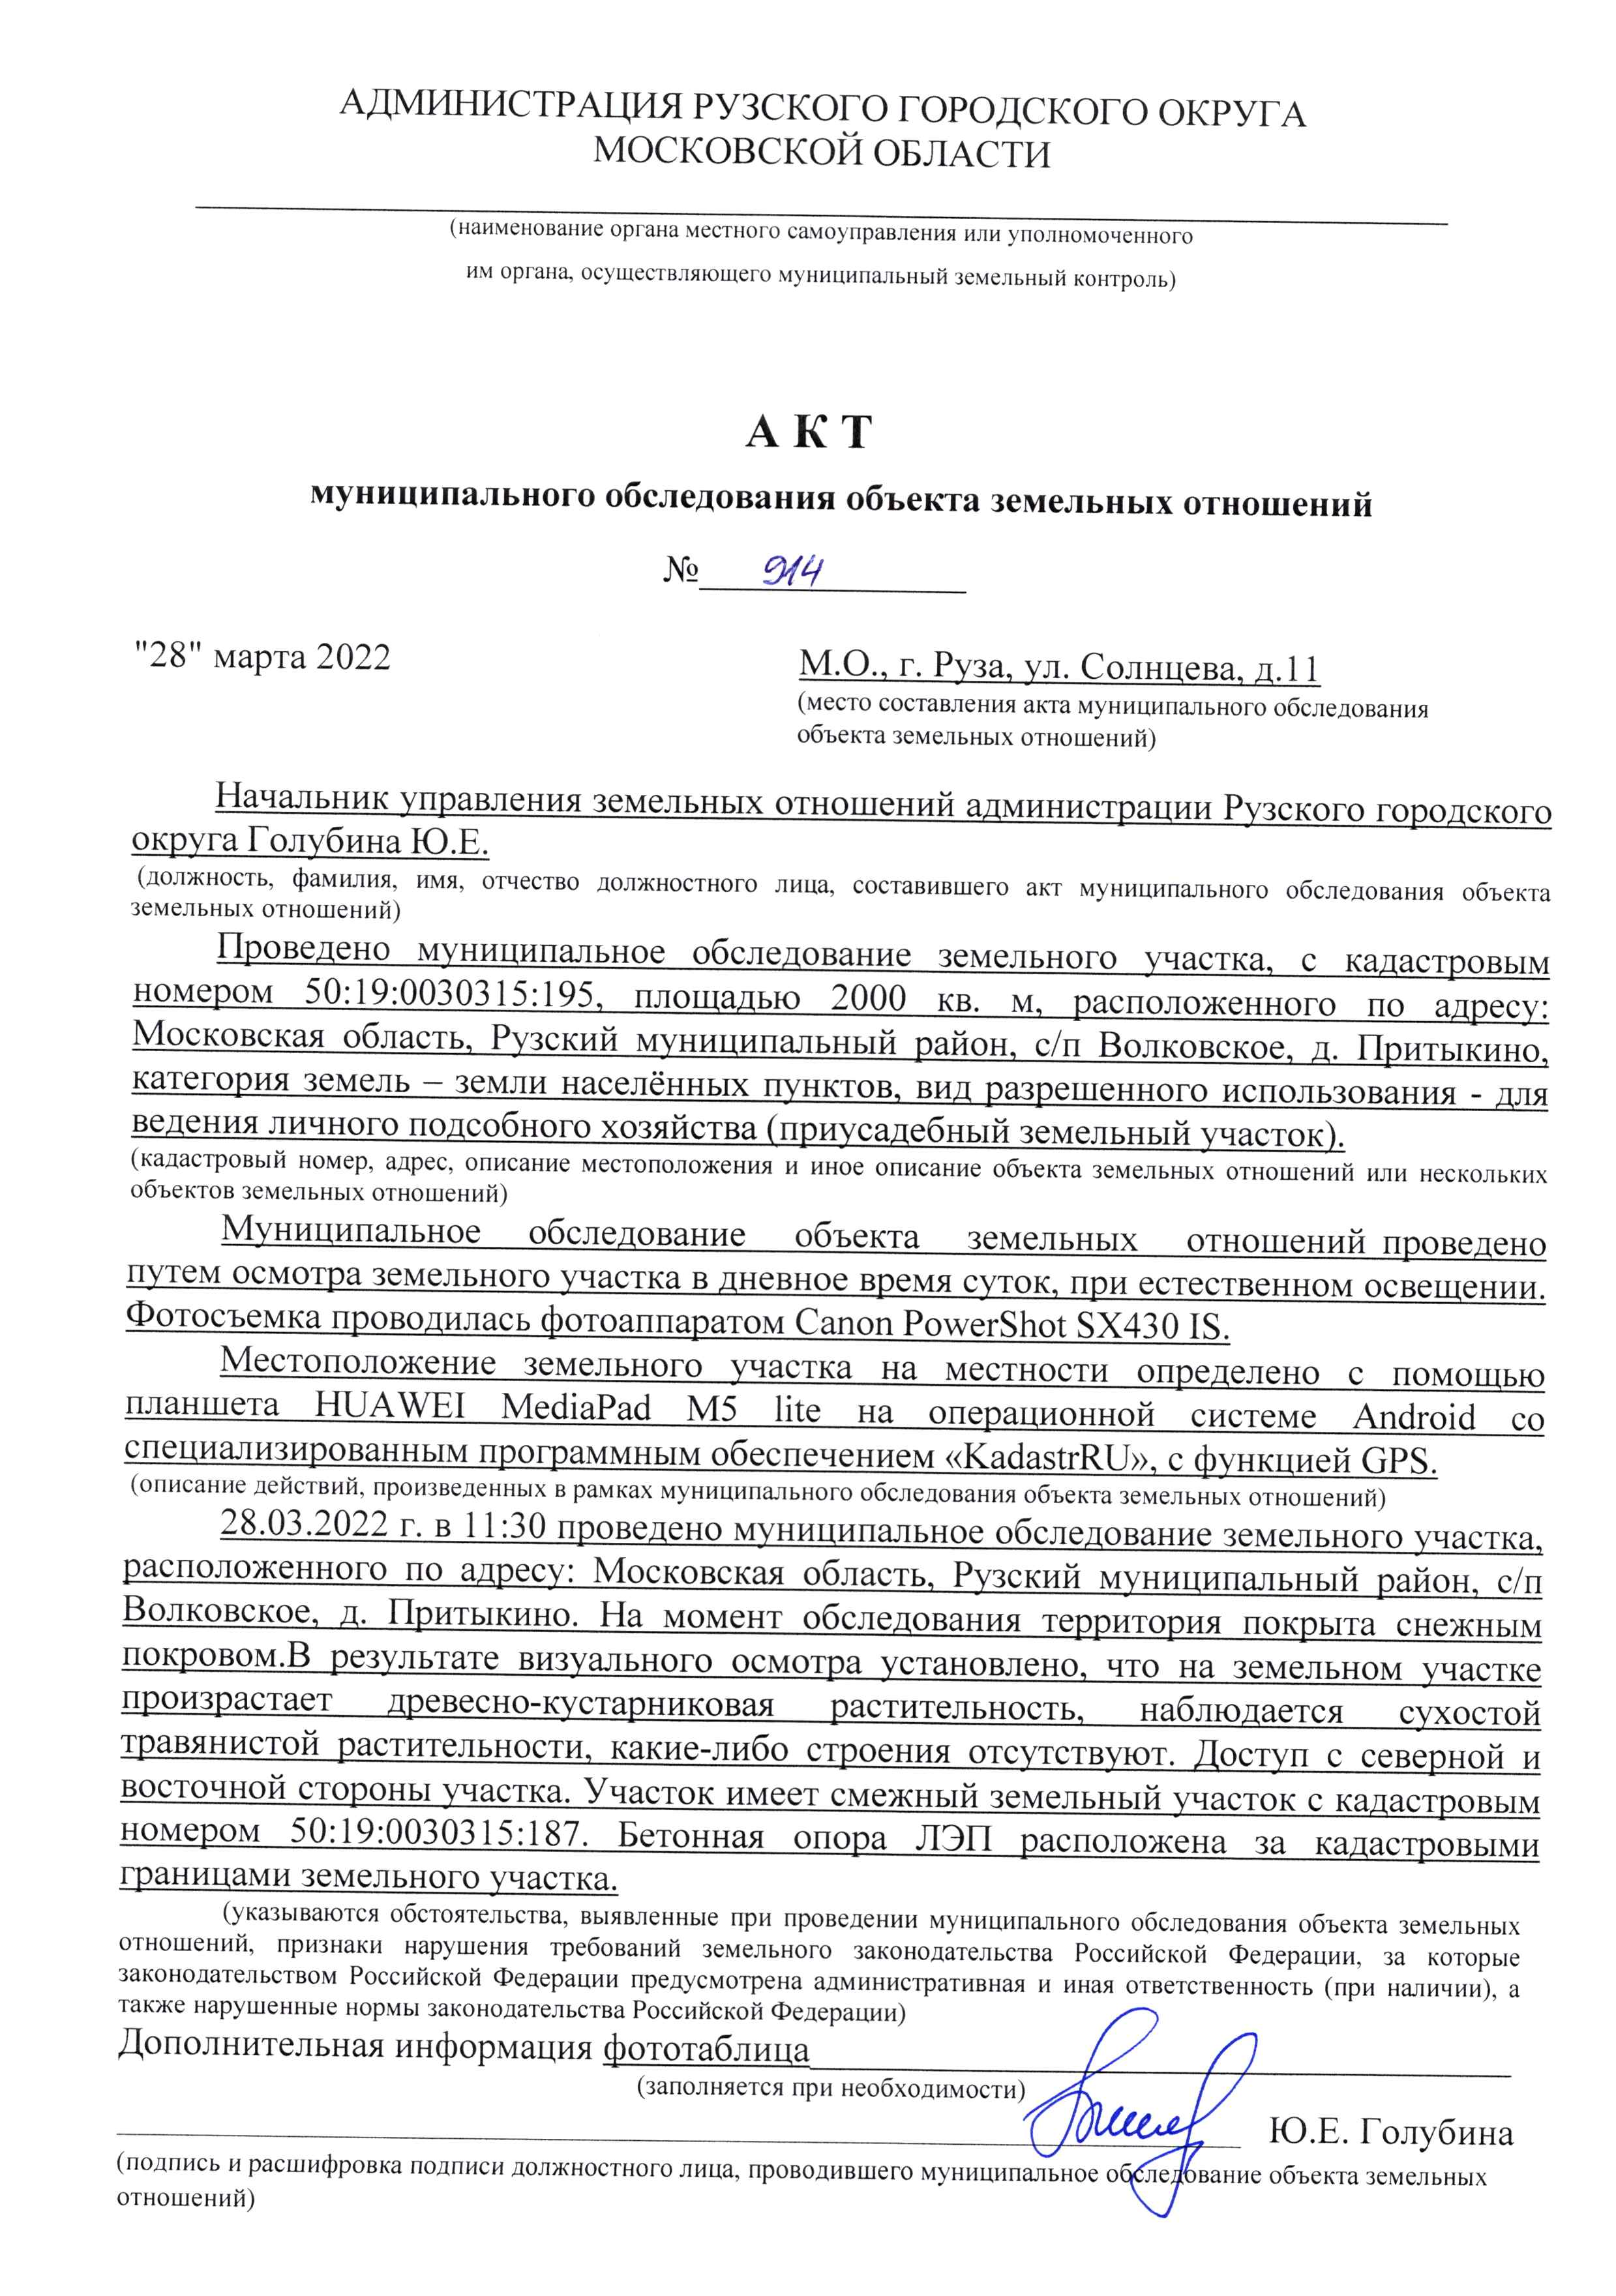 АДМИНИСТРАЦИЯ РУЗСКОГО ГОРОДСКОГО ОКРУГА
МОСКОВСКОЙ ОБЛАСТИ
(наименование органа местного самоуправления или уполномоченного
им органа, осуществляющего муниципальный земельный контроль)
А К Т
муниципального обследования объекта земельных отношений
№ 914
"28" марта 2022
М.О., г. Руза, ул. Солнцева, д.11
(место составления акта муниципального обследования
объекта земельных отношений)
Начальник управления земельных отношений администрации Рузского городского
округа Голубина Ю.Е.
(должность, фамилия, имя, отчество должностного лица, составившего акт муниципального обследования объекта
земельных отношений)
Проведено муниципальное обследование земельного участка, с кадастровым
номером 50:19:0030315:195, площадью 2000 кв. м, расположенного по адресу:
Московская область, Рузский муниципальный район, с/п Волковское, д. Притыкино,
категория земель – земли населённых пунктов, вид разрешенного использования - для
ведения личного подсобного хозяйства (приусадебный земельный участок).
(кадастровый номер, адрес, описание местоположения и иное описание объекта земельных отношений или нескольких
объектов земельных отношений)
Муниципальное обследование объекта земельных отношений проведено
путем осмотра земельного участка в дневное время суток, при естественном освещении.
Фотосъемка проводилась фотоаппаратом Canon PowerShot SX430 IS.
Местоположение земельного участка на местности определено с помощью
планшета HUAWEI MediaPad M5 lite на операционной системе Android со
специализированным программным обеспечением «KadastrRU», с функцией GPS.
(описание действий, произведенных в рамках муниципального обследования объекта земельных отношений)
28.03.2022 г. в 11:30 проведено муниципальное обследование земельного участка,
расположенного по адресу: Московская область, Рузский муниципальный район, с/п
Волковское, д. Притыкино. На момент обследования территория покрыта снежным
покровом.В результате визуального осмотра установлено, что на земельном участке
произрастает древесно-кустарниковая растительность, наблюдается сухостой
травянистой растительности, какие-либо строения отсутствуют. Доступ с северной и
восточной стороны участка. Участок имеет смежный земельный участок с кадастровым
номером 50:19:0030315:187. Бетонная опора ЛЭП расположена за кадастровыми
границами земельного участка.
(указываются обстоятельства, выявленные при проведении муниципального обследования объекта земельных
отношений, признаки нарушения требований земельного законодательства Российской Федерации, за которые
законодательством Российской Федерации предусмотрена административная и иная ответственность (при наличии), а
также нарушенные нормы законодательства Российской Федерации)
Дополнительная информация фототаблица
(заполняется при необходимости)
Ю.Е. Голубина
(подпись и расшифровка подписи должностного лица, проводившего муниципальное обследование объекта земельных
отношений)